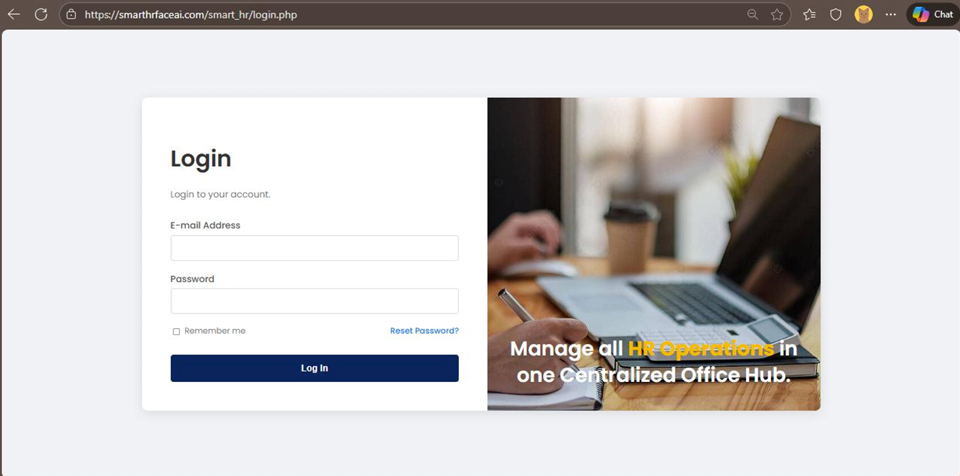 https://smarthrfaceai.com/smart_hr/login.php
Chat
Login
Login to your account.
E-mail Address
Password
Remember me
Reset Password?
Log In
Manage all HR Operations in
one Centralized Office Hub.